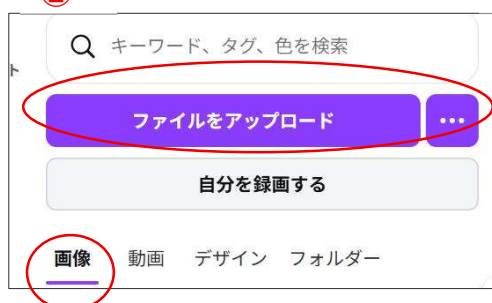 キーワード、タグ、色を検索
ト
ファイルをアップロード ...
自分を録画する
画像 動画 デザイン フォルダー